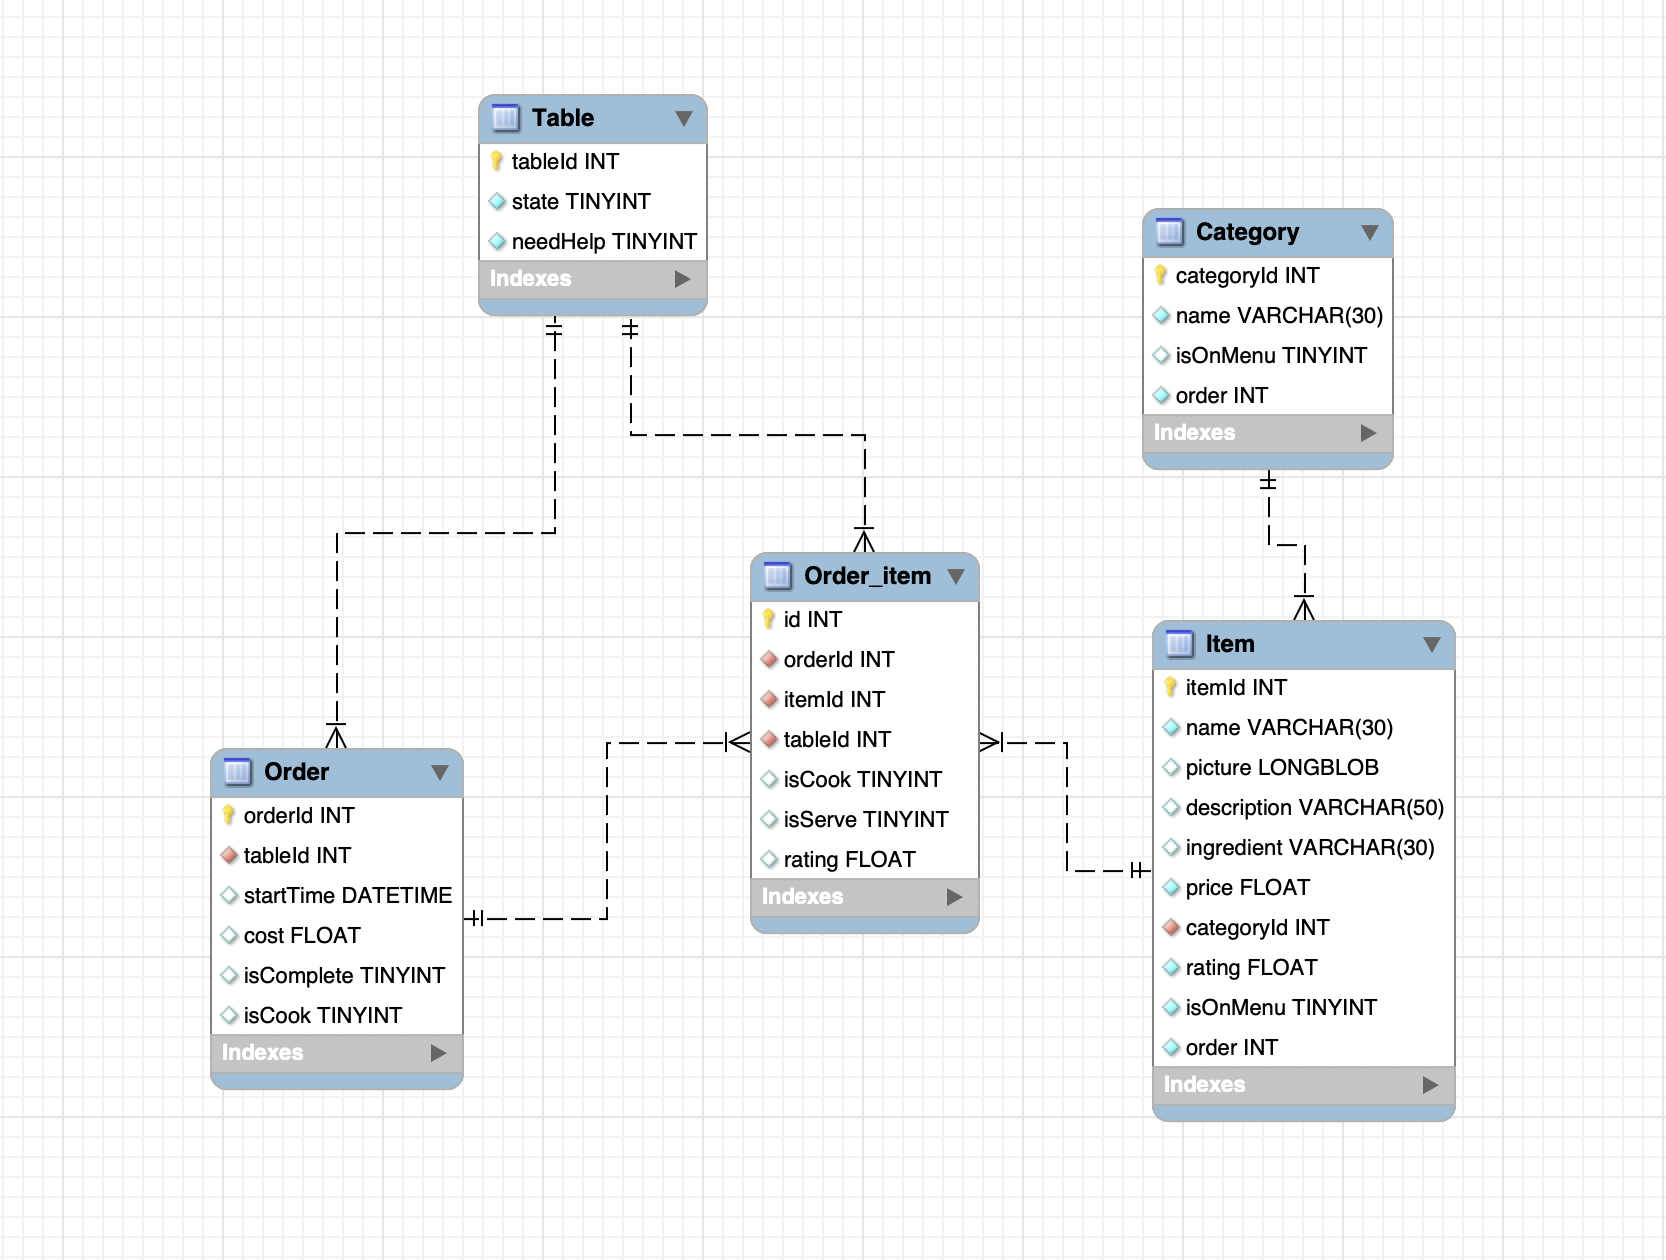 Table
tableId INT
state TINYINT
needHelp TINYINT
Indexes
Category
categoryId INT
name VARCHAR(30)
isOnMenu TINYINT
order INT
Indexes
Order_item
id INT
orderId INT
itemId INT
tableId INT
isCook TINYINT
isServe TINYINT
rating FLOAT
Indexes
Item
itemId INT
name VARCHAR(30)
picture LONGBLOB
description VARCHAR(50)
ingredient VARCHAR(30)
price FLOAT
categoryId INT
rating FLOAT
isOnMenu TINYINT
order INT
Indexes
Order
orderId INT
tableId INT
startTime DATETIME
cost FLOAT
isComplete TINYINT
isCook TINYINT
Indexes